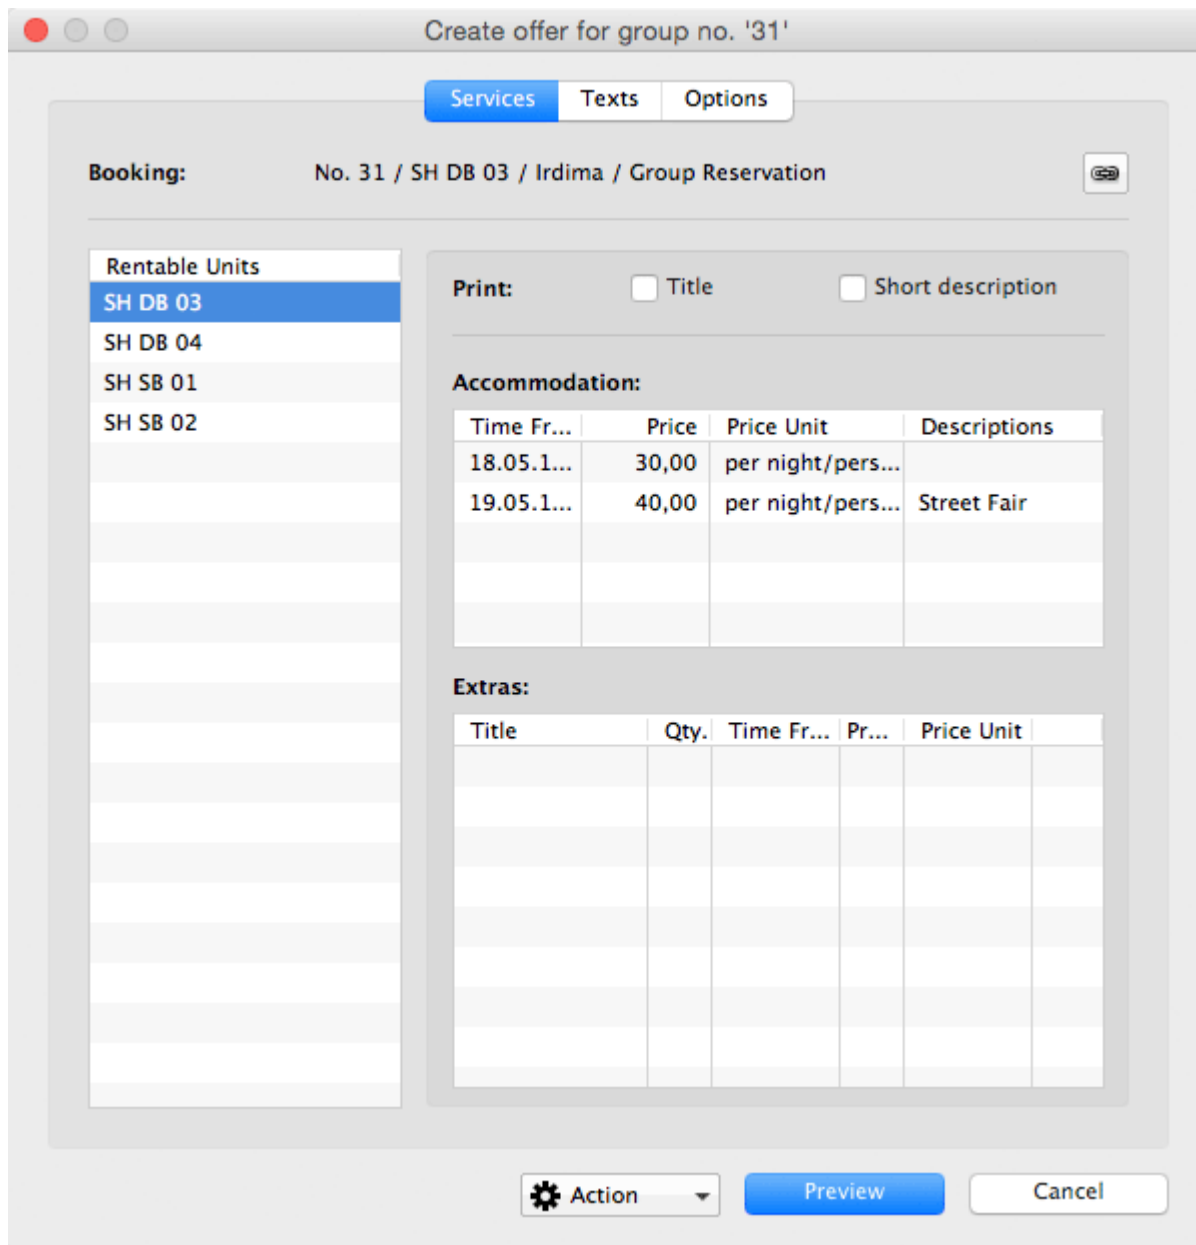 Create offer for group no. '31'
Services Texts Options
Booking: No. 31 / SH DB 03 / Irdima / Group Reservation
Rentable Units
SH DB 03
SH DB 04
SH SB 01
SH SB 02
Print: Title Short description
Accommodation:
Time Fr... Price Price Unit Descriptions
18.05.1... 30,00 per night/pers...
19.05.1... 40,00 per night/pers... Street Fair
Extras:
Title Qty. Time Fr... Pr... Price Unit
Action Preview Cancel